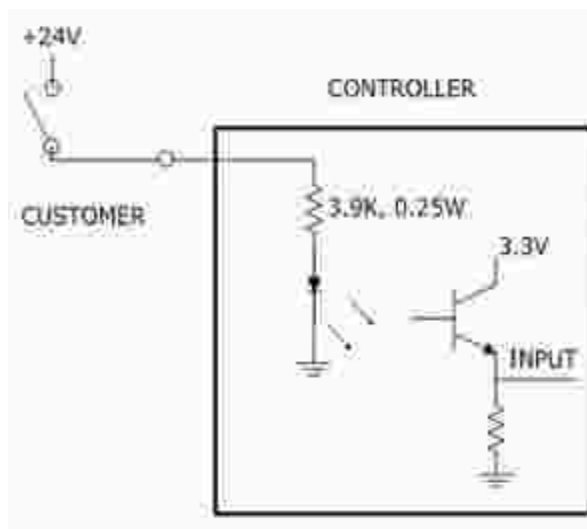 +24V
CONTROLLER
CUSTOMER
3.9K, 0.25W
3.3V
INPUT